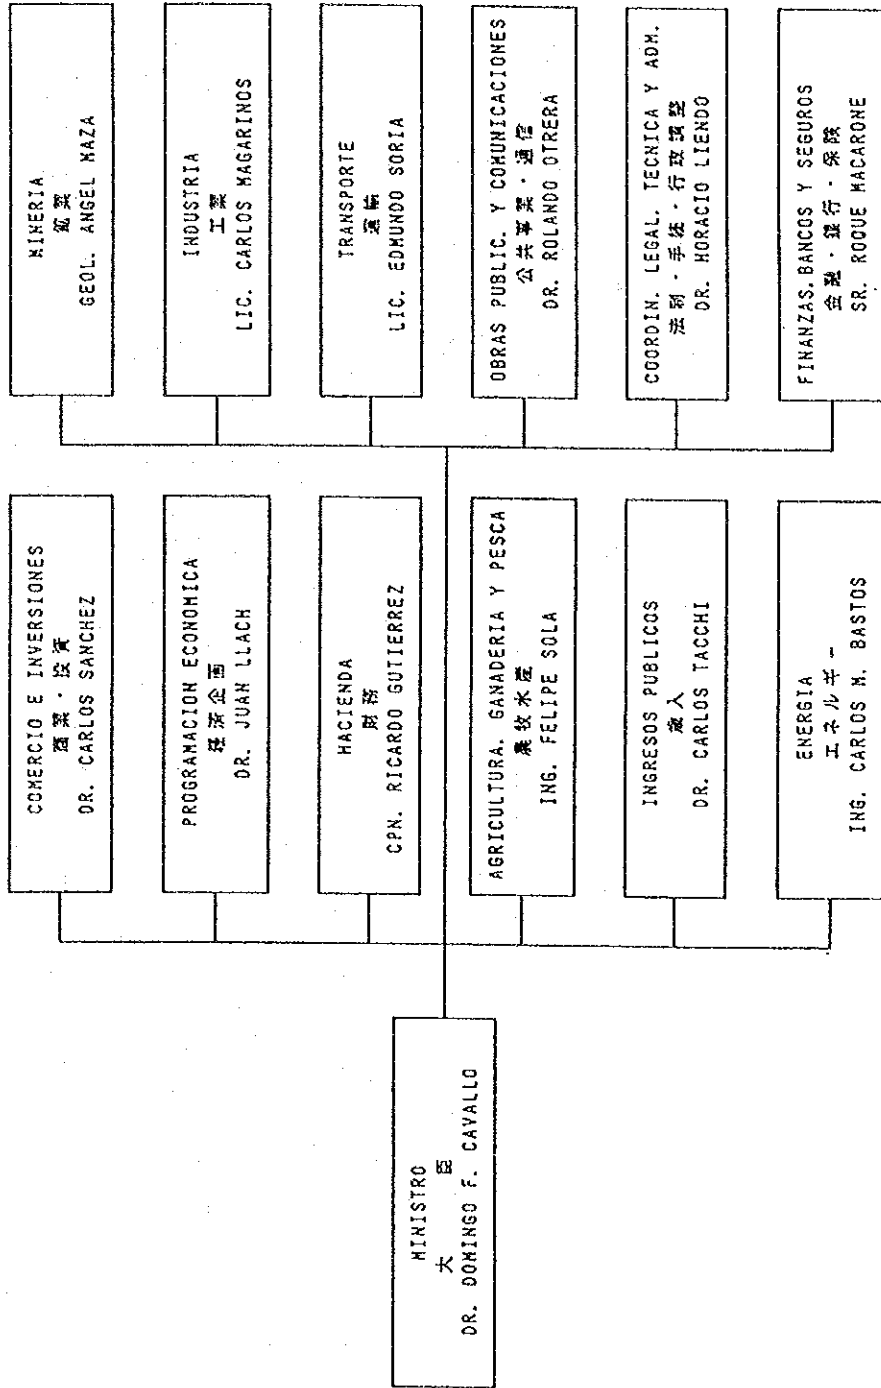 MINISTRO
大 臣
DR. DOMINGO F. CAVALLO
COMERCIO E INVERSIONES
商業・投資
DR. CARLOS SANCHEZ
PROGRAMACION ECONOMICA
経済企画
DR. JUAN LLACH
HACIENDA
財務
CPN. RICARDO GUTIERREZ
AGRICULTURA. GANADERIA Y PESCA
農牧水産
ING. FELIPE SOLA
INGRESOS PUBLICOS
歳入
DR. CARLOS TACCHI
ENERGIA
エネルギー
ING. CARLOS M. BASTOS
MINERIA
鉱業
GEOL. ANGEL MAZA
INDUSTRIA
工業
LIC. CARLOS MAGARINOS
TRANSPORTE
運輸
LIC. EDMUNDO SORIA
OBRAS PUBLIC. Y COMUNICACIONES
公共事業・通信
DR. ROLANDO OTRERA
COORDIN. LEGAL. TECNICA Y ADM.
法制・手続・行政調整
DR. HORACIO LIENDO
FINANZAS. BANCOS Y SEGUROS
金融・銀行・保険
SR. ROQUE MACARONE